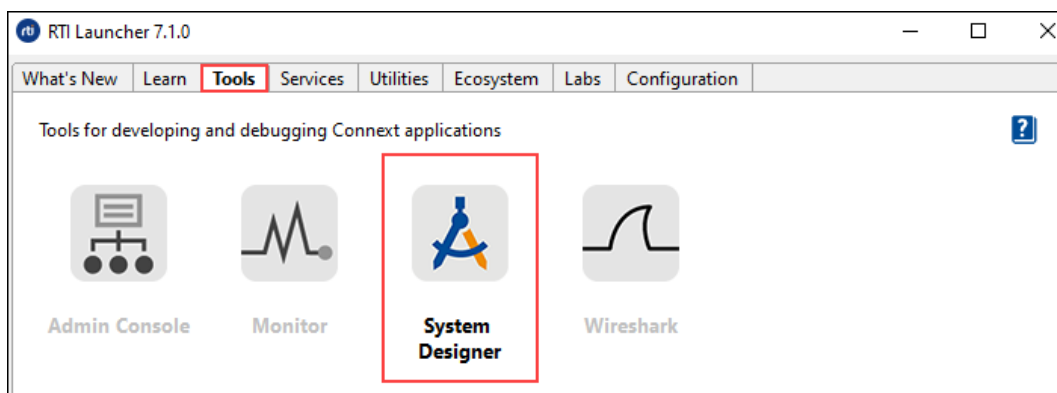 rti RTI Launcher 7.1.0
What's New Learn Tools Services Utilities Ecosystem Labs Configuration
Tools for developing and debugging Connext applications ?
Admin Console Monitor System Designer Wireshark